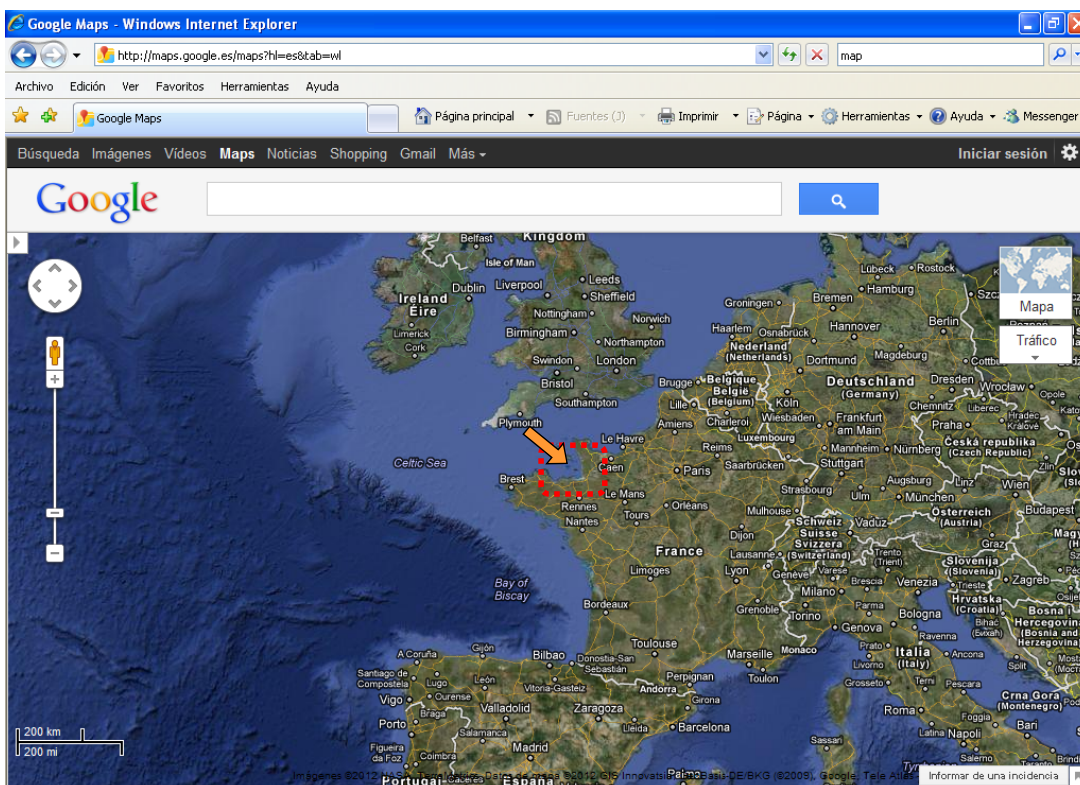 Google Maps - Windows Internet Explorer
http://maps.google.es/maps?hl=es&tab=wl
map
Archivo Edición Ver Favoritos Herramientas Ayuda
Google Maps
Página principal Fuentes (J) Imprimir Página Herramientas Ayuda Messenger
Búsqueda Imágenes Vídeos Maps Noticias Shopping Gmail Más
Iniciar sesión
Google
Belfast
Kingdom
Isle of Man
Leeds
Dublin
Liverpool
Sheffield
Ireland
Éire
Nottingham
Norwich
Limerick
Birmingham
Cork
Northampton
Swindon
London
Bristol
Southampton
Plymouth
Lübeck
Rostock
Hamburg
Groningen
Bremen
Mapa
Tráfico
Haarlem
Osnabrück
Hannover
Berlin
Nederland
(Netherlands)
Dortmund
Magdeburg
Brugge
Belgique
België
(Belgium)
Deutschland
(Germany)
Dresden
Wrocław
Opole
Lille
Köln
Chemnitz
Liberec
Hradec
Králové
Amiens
Charleroi
Wiesbaden
Frankfurt
am Main
Praha
Le Havre
Reims
Luxembourg
Mannheim
Nürnberg
Česká republika
(Czech Republic)
Celtic Sea
Caen
Paris
Saarbrücken
Stuttgart
Zlín
Brest
Le Mans
Strasbourg
Augsburg
Linz
Wien
Ulm
München
Rennes
Orléans
Mulhouse
Österreich
(Austria)
Budapest
Nantes
Tours
Schweiz
Suisse
Svizzera
(Switzerland)
Vaduz
Dijon
Graz
France
Lausanne
Trento
(Trient)
Slovenija
(Slovenia)
Limoges
Lyon
Genève
Varese
Brescia
Venezia
Trieste
Zagreb
Bay of
Biscay
Milano
Hrvatska
(Croatia)
Bordeaux
Grenoble
Torino
Parma
Bologna
Bihać
Bosna i
Hercegovina
(Bosnia and
Herzegovina)
Genova
Ravenna
Toulouse
Marseille
Monaco
Prato
Italia
(Italy)
Ancona
Split
A Coruña
Gijón
Bilbao
Donostia-San
Sebastián
Livorno
Santiago de
Compostela
Lugo
León
Vitoria-Gasteiz
Andorra
Perpignan
Toulon
Grosseto
Terni
Pescara
Crna Gora
(Montenegro)
Vigo
Ourense
Girona
Braga
Valladolid
Zaragoza
Roma
Foggia
Porto
Lleida
Barcelona
Bari
200 km
Salamanca
Latina
Napoli
200 mi
Figueira
da Foz
Coimbra
Madrid
Sassari
Salerno
Taranto
Portugal
Cáceres
España
Palma
Informar de una incidencia